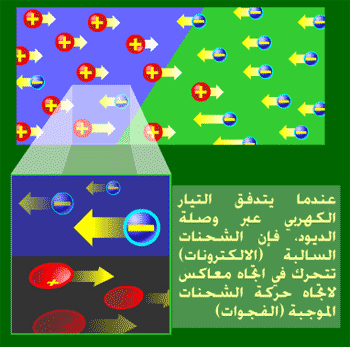 عندما يتدفق التيار
الكهربي عبر وصلة
الديود. فإن الشحنات
السالبة (الالكترونات)
تتحرك في اتجاه معاكس
لاتجاه حركة الشحنات
الموجبة (الفجوات)